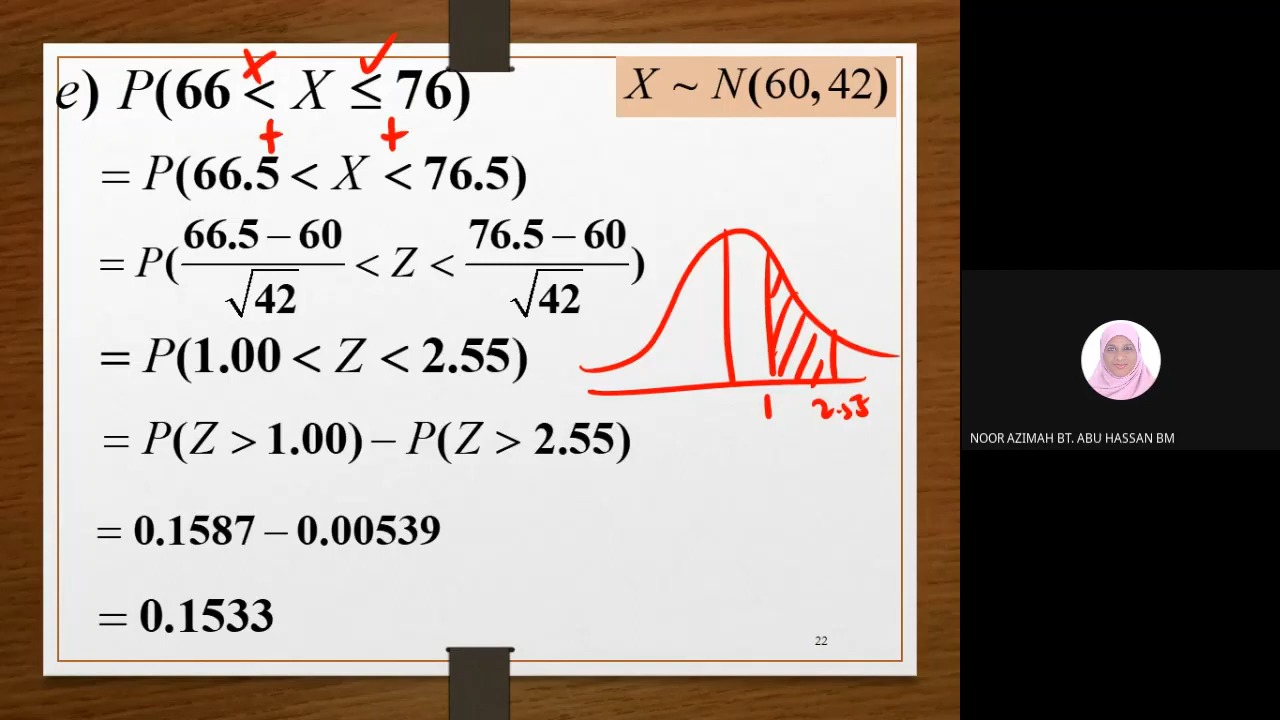 e) P(66 < X ≤ 76)
X ~ N(60, 42)
× ✓
+ +
= P(66.5 < X < 76.5)
= P((66.5 − 60)/√42 < Z < (76.5 − 60)/√42)
= P(1.00 < Z < 2.55)
1 2.55
= P(Z > 1.00) − P(Z > 2.55)
= 0.1587 − 0.00539
= 0.1533
22
NOOR AZIMAH BT. ABU HASSAN BM